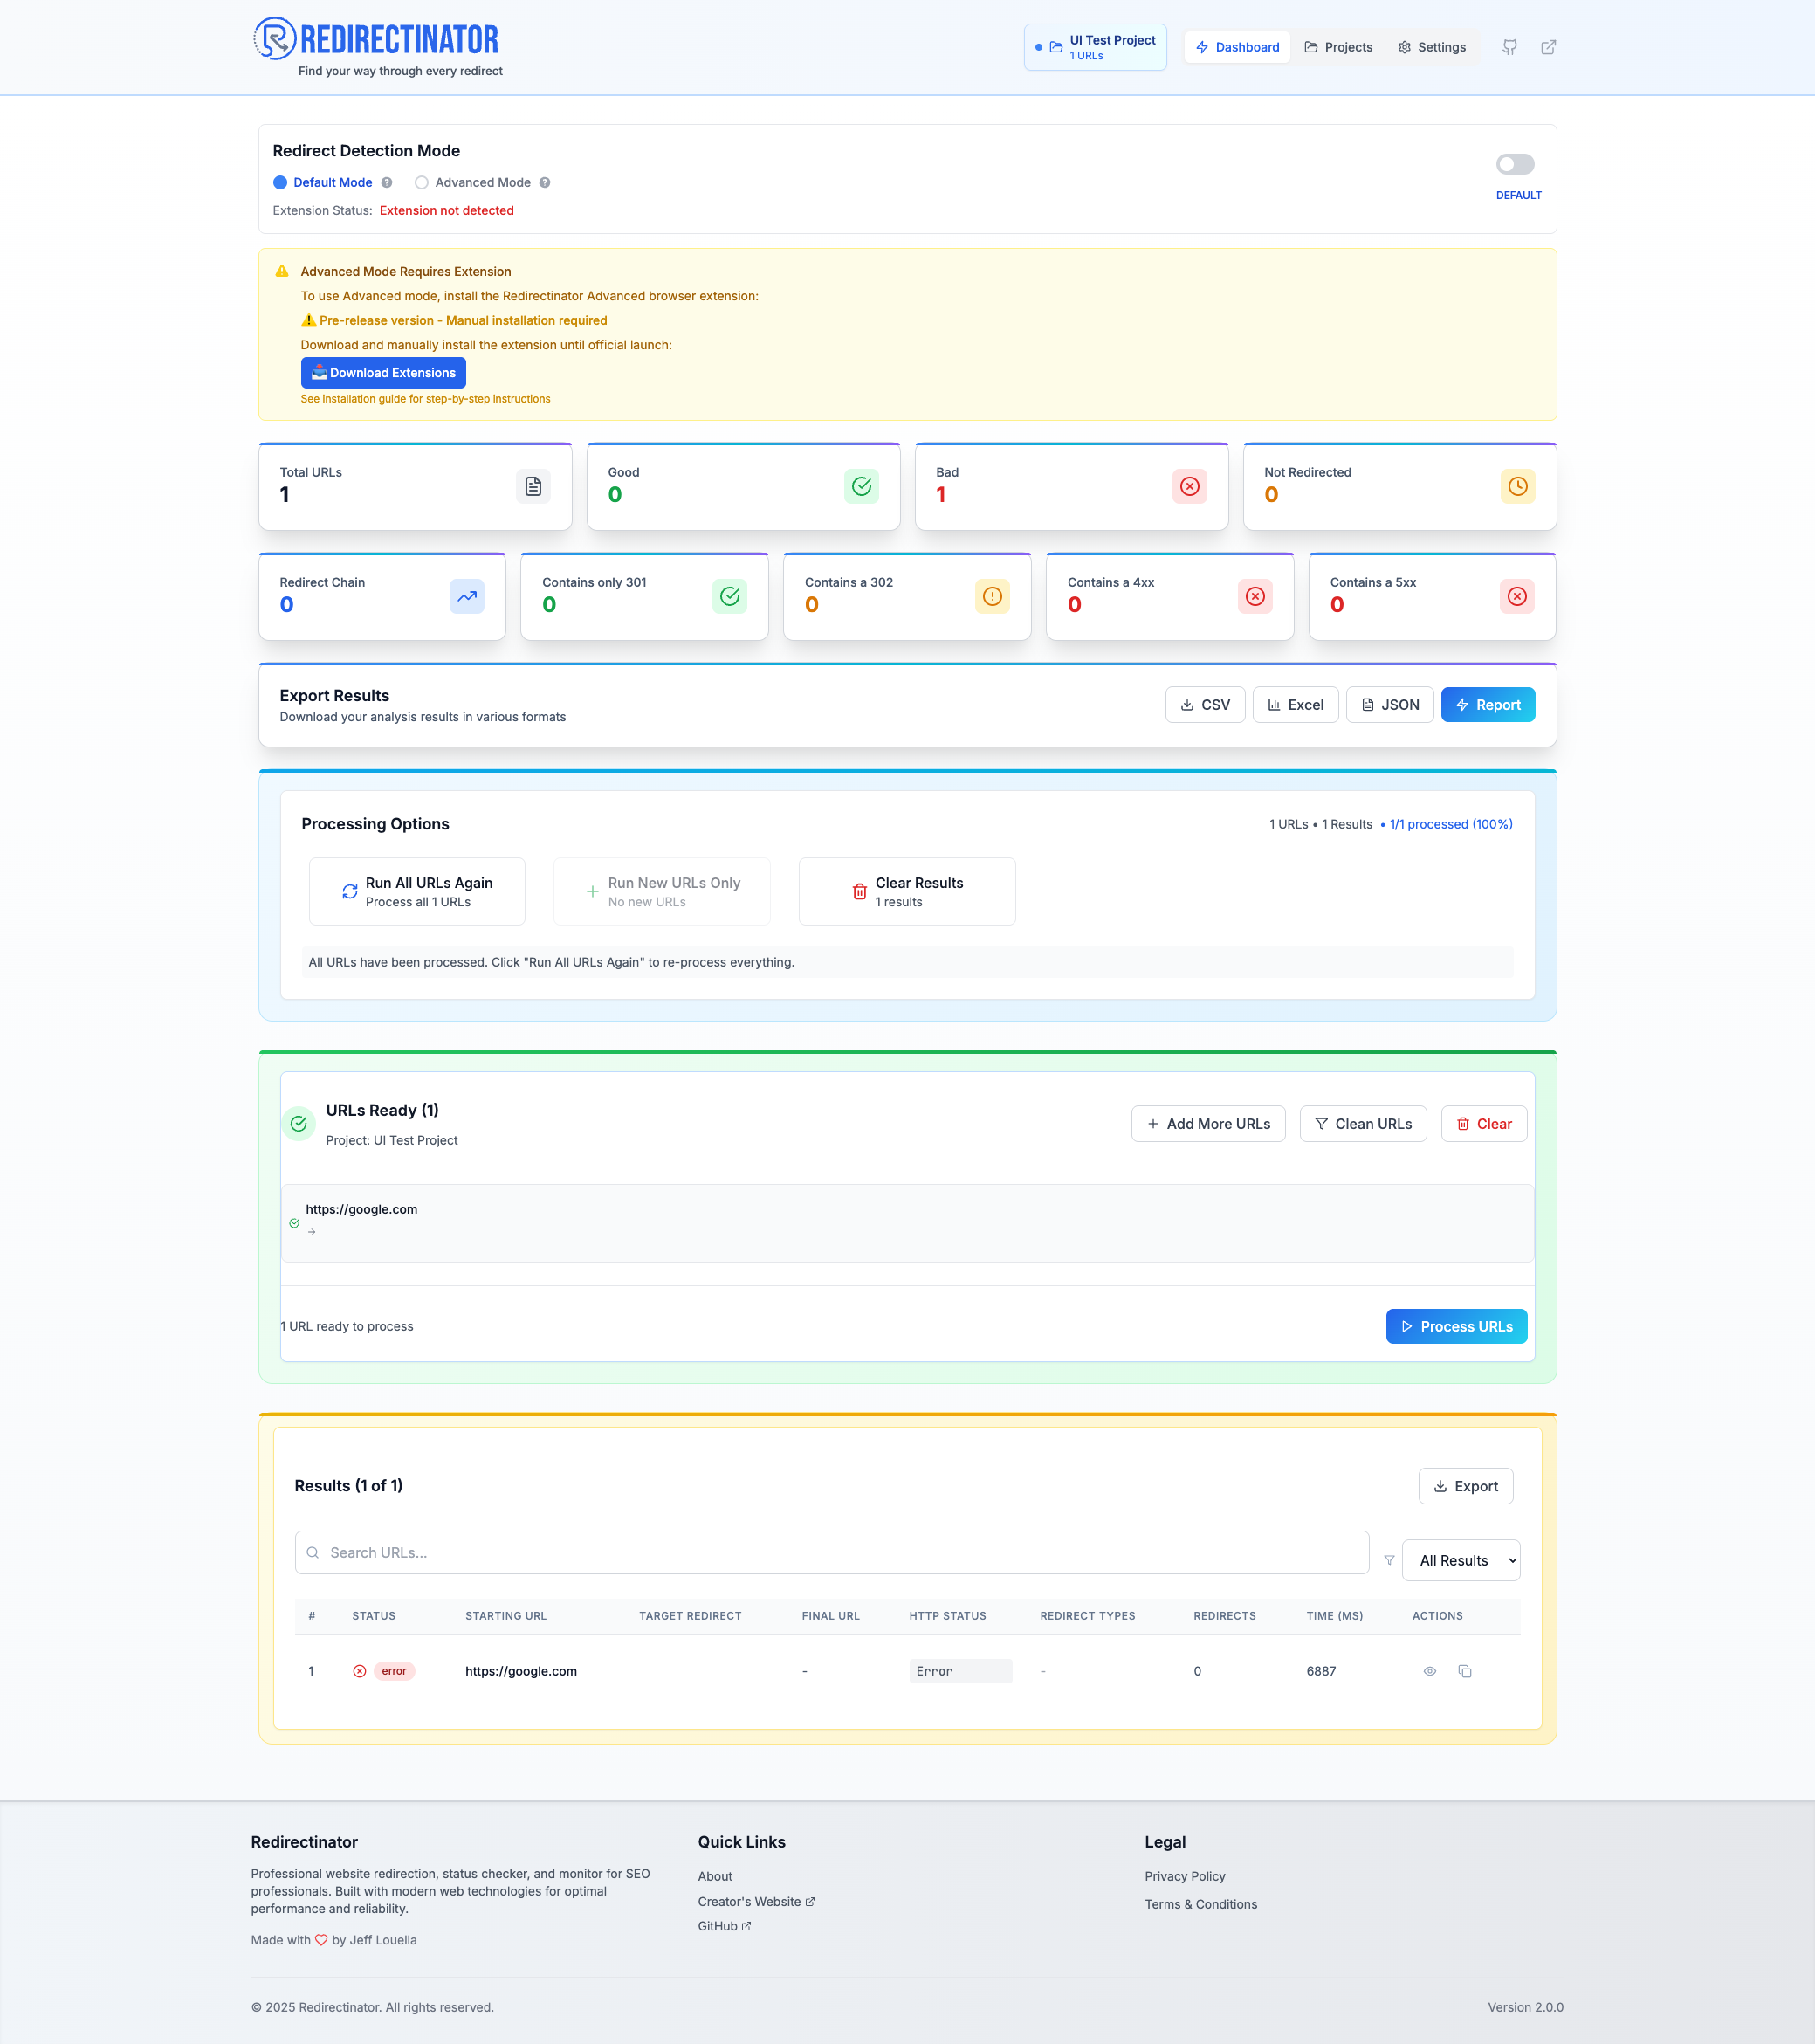 REDIRECTINATOR
Find your way through every redirect
UI Test Project
1 URLs
Dashboard
Projects
Settings
Redirect Detection Mode
Default Mode ?
Advanced Mode ?
Extension Status: Extension not detected
DEFAULT
Advanced Mode Requires Extension
To use Advanced mode, install the Redirectinator Advanced browser extension:
⚠️ Pre-release version - Manual installation required
Download and manually install the extension until official launch:
📥 Download Extensions
See installation guide for step-by-step instructions
Total URLs
1
Good
0
Bad
1
Not Redirected
0
Redirect Chain
0
Contains only 301
0
Contains a 302
0
Contains a 4xx
0
Contains a 5xx
0
Export Results
Download your analysis results in various formats
CSV
Excel
JSON
Report
Processing Options
1 URLs • 1 Results • 1/1 processed (100%)
Run All URLs Again
Process all 1 URLs
Run New URLs Only
No new URLs
Clear Results
1 results
All URLs have been processed. Click "Run All URLs Again" to re-process everything.
URLs Ready (1)
Project: UI Test Project
Add More URLs
Clean URLs
Clear
https://google.com
→
1 URL ready to process
Process URLs
Results (1 of 1)
Export
Search URLs...
All Results
# STATUS STARTING URL TARGET REDIRECT FINAL URL HTTP STATUS REDIRECT TYPES REDIRECTS TIME (MS) ACTIONS
1 error https://google.com - Error - 0 6887
Redirectinator
Professional website redirection, status checker, and monitor for SEO
professionals. Built with modern web technologies for optimal
performance and reliability.
Made with ♡ by Jeff Louella
Quick Links
About
Creator's Website
GitHub
Legal
Privacy Policy
Terms & Conditions
© 2025 Redirectinator. All rights reserved.
Version 2.0.0